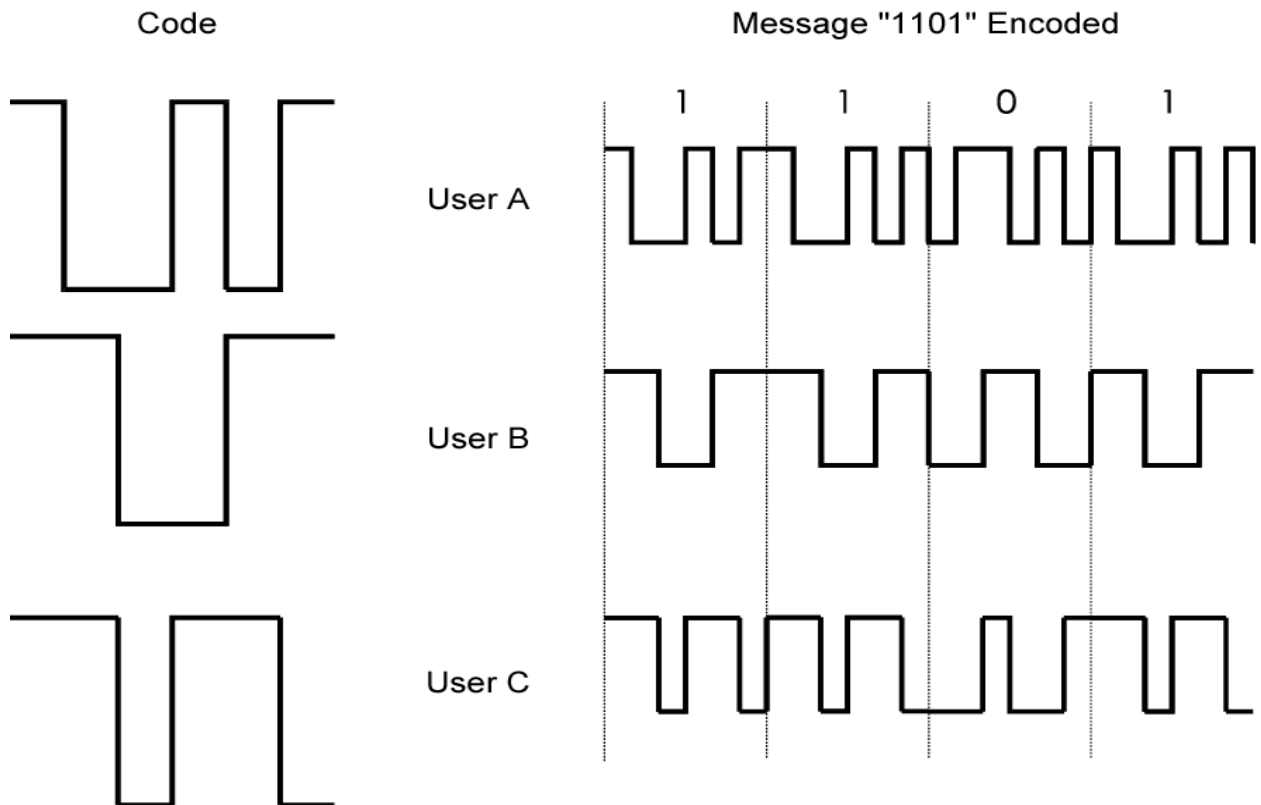 Code
Message "1101" Encoded
1 1 0 1
User A
User B
User C